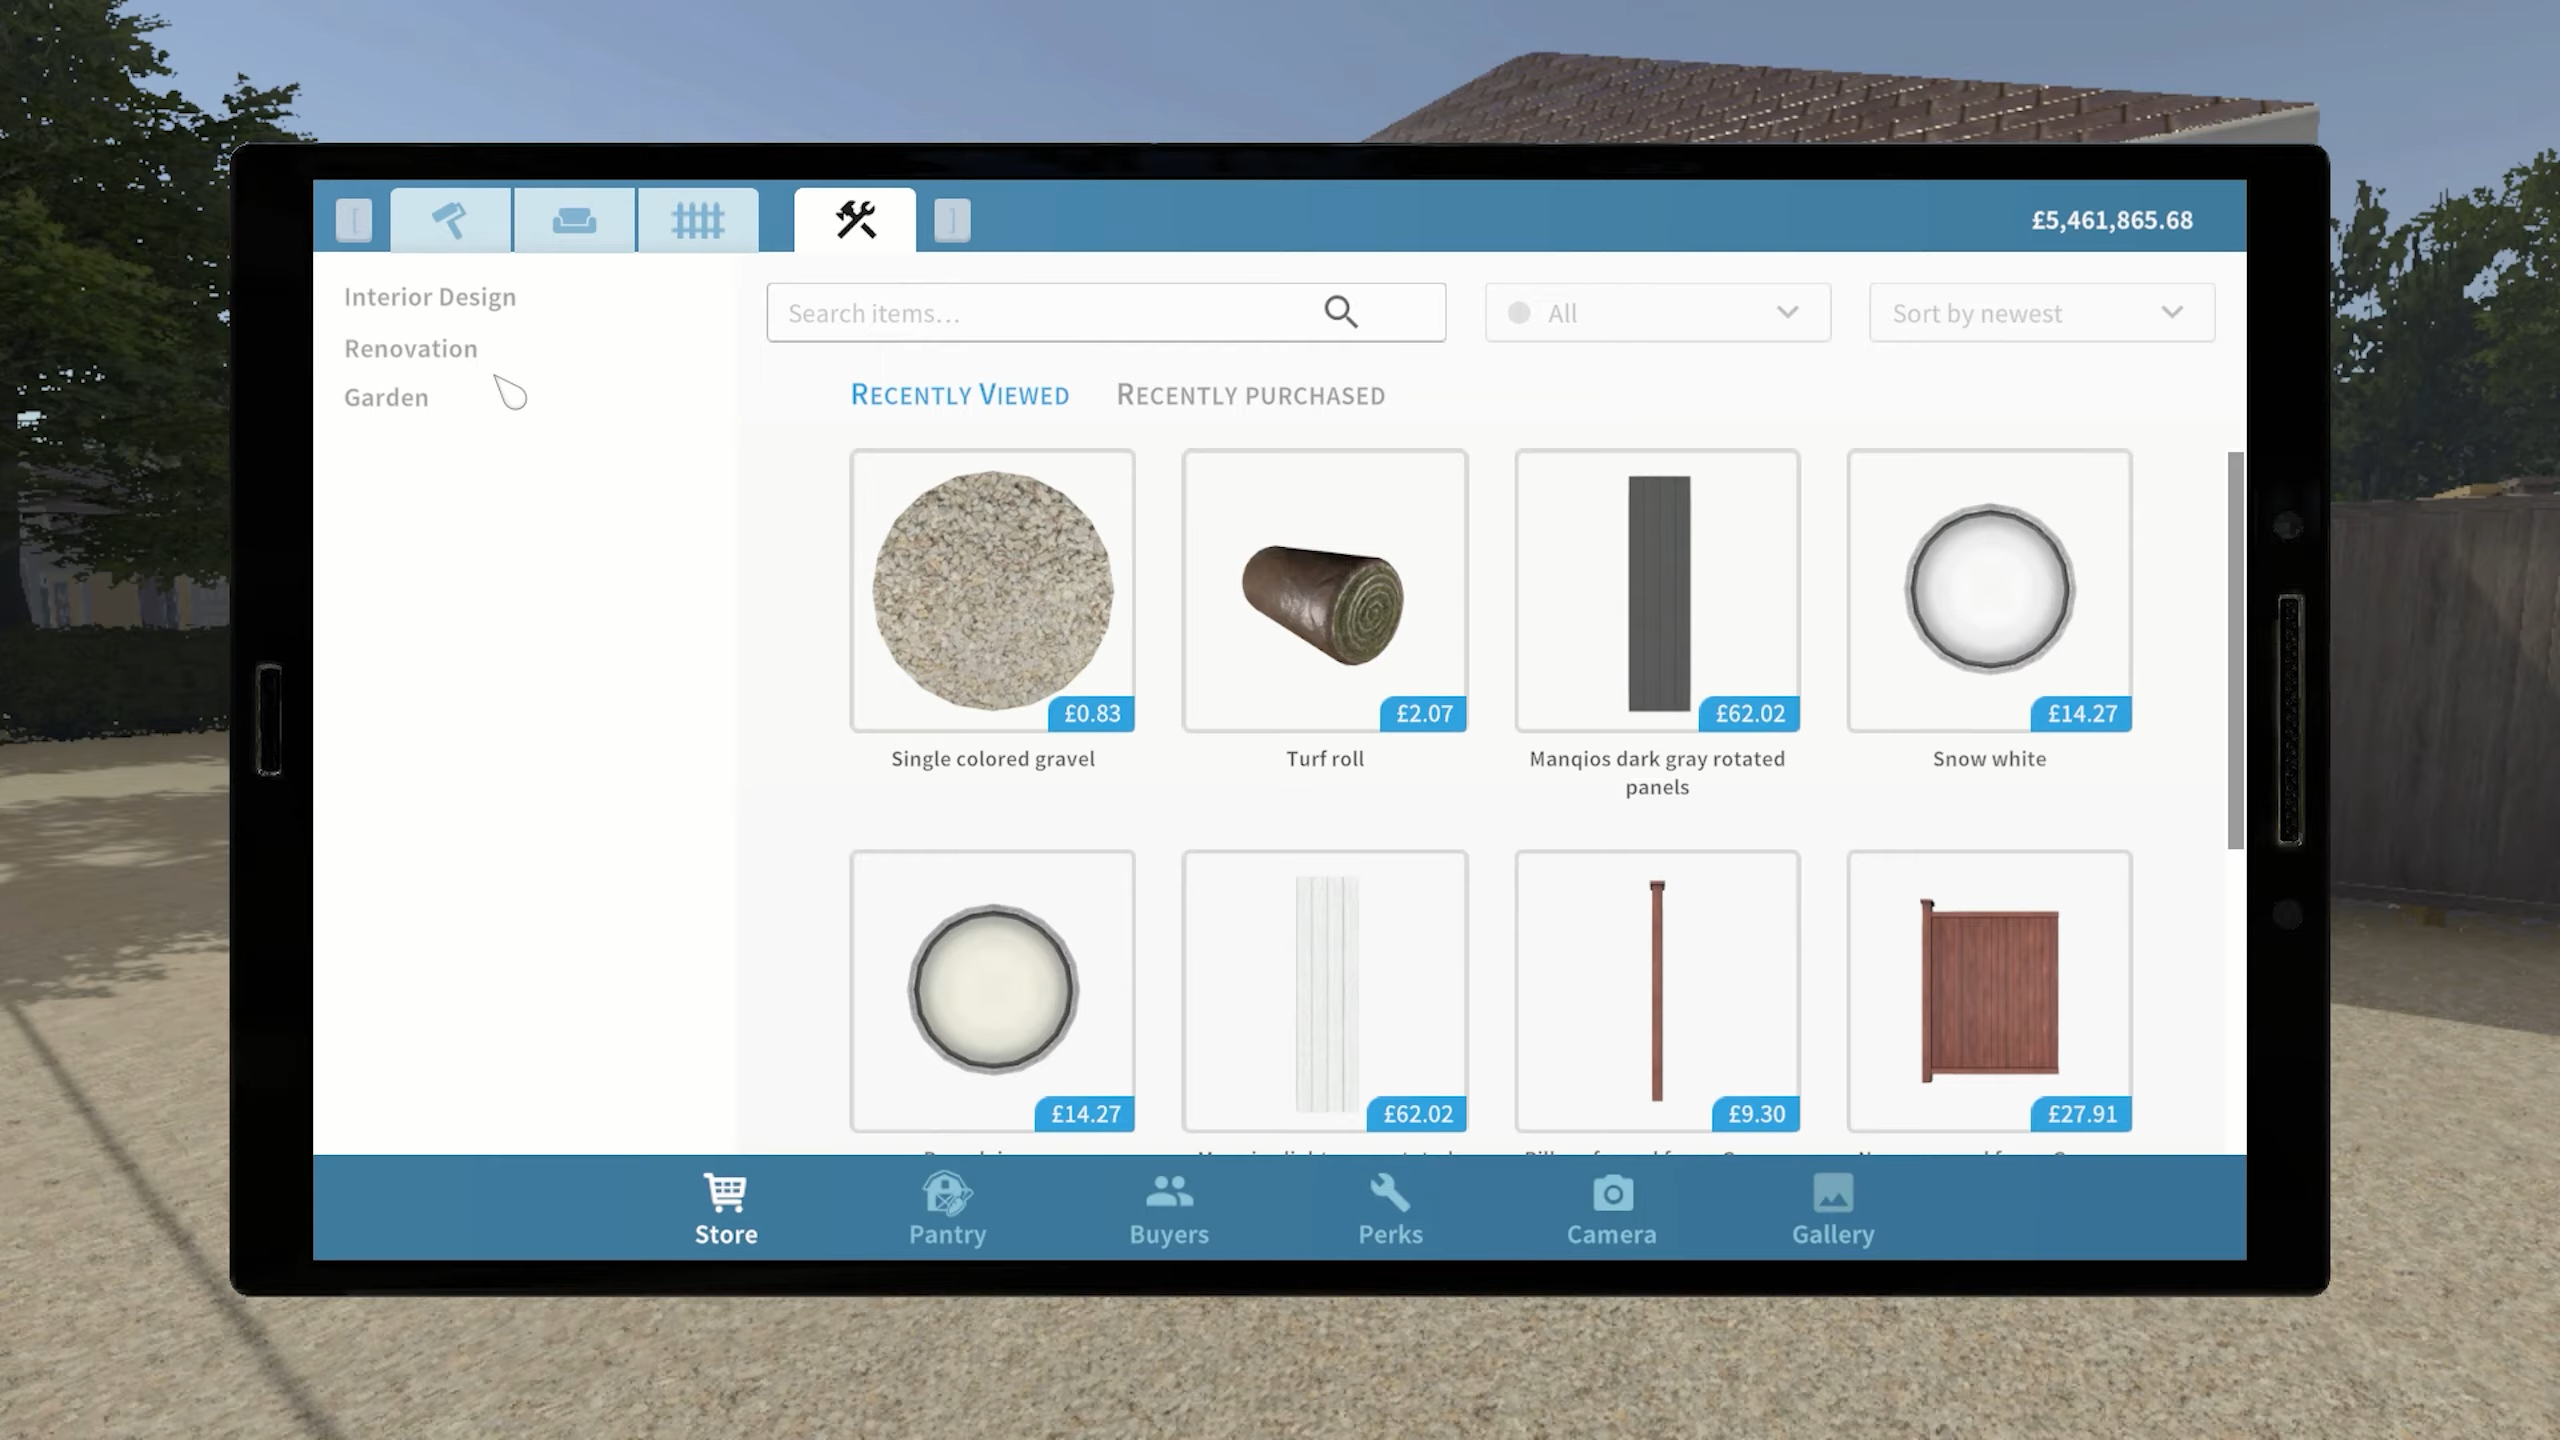 [
]
£5,461,865.68
Interior Design
Renovation
Garden
Search items...
All
Sort by newest
RECENTLY VIEWED
RECENTLY PURCHASED
£0.83
£2.07
£62.02
£14.27
Single colored gravel
Turf roll
Manqios dark gray rotated
panels
Snow white
£14.27
£62.02
£9.30
£27.91
Store
Pantry
Buyers
Perks
Camera
Gallery